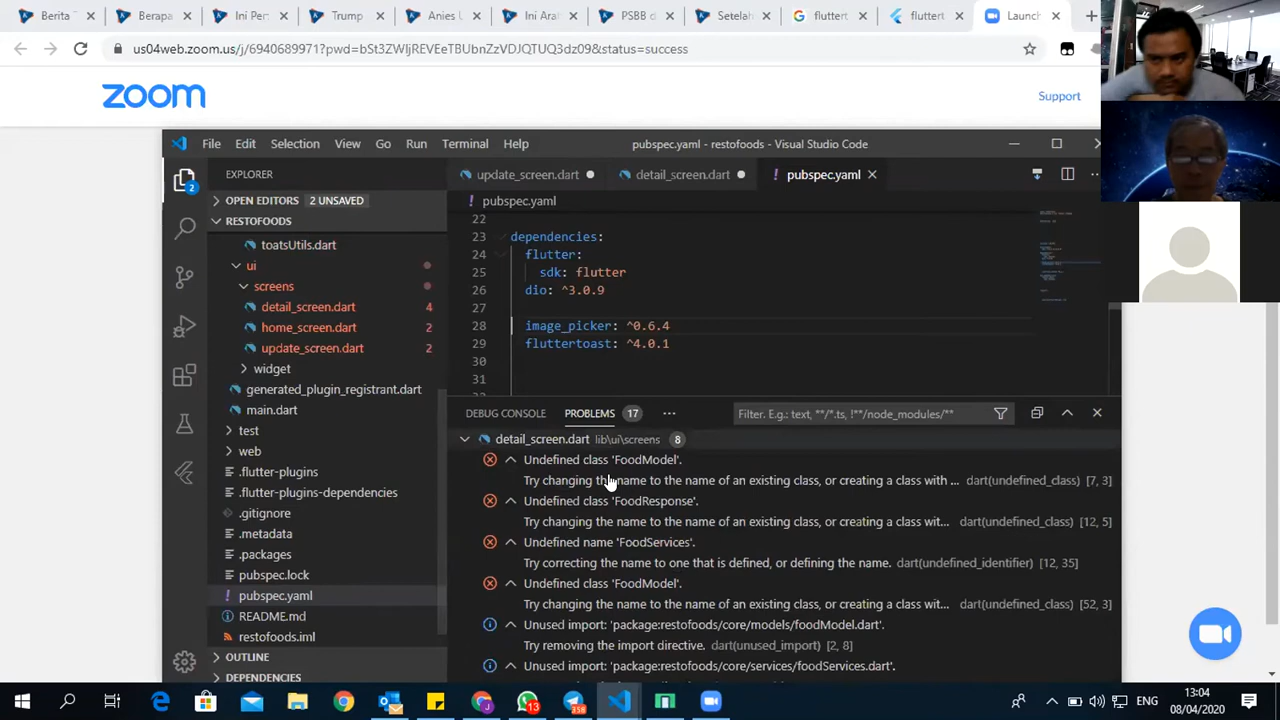 Berita
Berapa
Ini Per
Trump
Anies
Ini Ara
PSBB d
Setelah
flutter
flutter
Launch
us04web.zoom.us/j/6940689971?pwd=bSt3ZWljREVEeTBUbnZzVDJQTUQ3dz09&status=success
zoom
Support
File Edit Selection View Go Run Terminal Help
pubspec.yaml - restofoods - Visual Studio Code
EXPLORER
update_screen.dart
detail_screen.dart
pubspec.yaml
2
OPEN EDITORS 2 UNSAVED
RESTOFOODS
toatsUtils.dart
ui
screens
detail_screen.dart 4
home_screen.dart 2
update_screen.dart 2
widget
generated_plugin_registrant.dart
main.dart
test
web
.flutter-plugins
.flutter-plugins-dependencies
.gitignore
.metadata
.packages
pubspec.lock
pubspec.yaml
README.md
restofoods.iml
OUTLINE
DEPENDENCIES
pubspec.yaml
22
23 dependencies:
24 flutter:
25 sdk: flutter
26 dio: ^3.0.9
27
28 image_picker: ^0.6.4
29 fluttertoast: ^4.0.1
30
31
DEBUG CONSOLE PROBLEMS 17
Filter. E.g.: text, **/*.ts, !**/node_modules/**
detail_screen.dart lib\ui\screens 8
Undefined class 'FoodModel'.
Try changing the name to the name of an existing class, or creating a class with ... dart(undefined_class) [7, 3]
Undefined class 'FoodResponse'.
Try changing the name to the name of an existing class, or creating a class wit... dart(undefined_class) [12, 5]
Undefined name 'FoodServices'.
Try correcting the name to one that is defined, or defining the name. dart(undefined_identifier) [12, 35]
Undefined class 'FoodModel'.
Try changing the name to the name of an existing class, or creating a class wit... dart(undefined_class) [52, 3]
Unused import: 'package:restofoods/core/models/foodModel.dart'.
Try removing the import directive. dart(unused_import) [2, 8]
Unused import: 'package:restofoods/core/services/foodServices.dart'.
ENG
13:04
08/04/2020